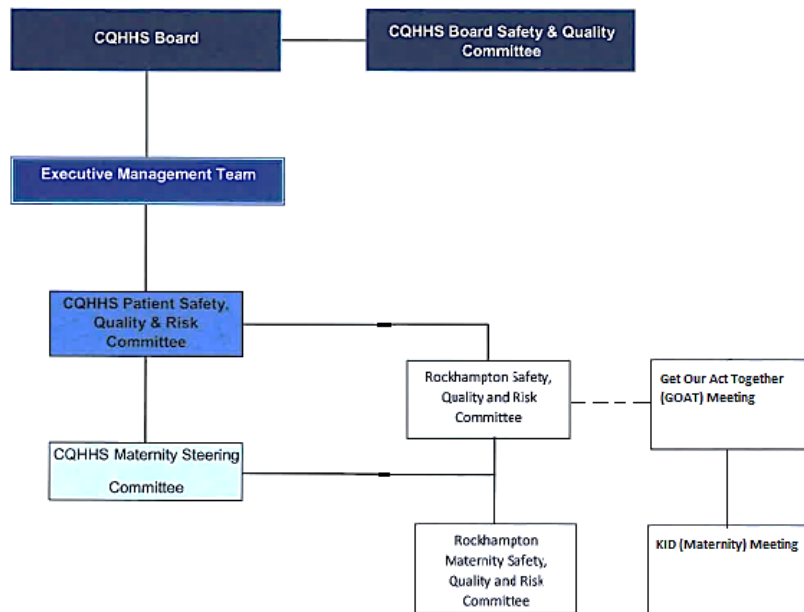 CQHHS Board
CQHHS Board Safety & Quality
Committee
Executive Management Team
CQHHS Patient Safety,
Quality & Risk
Committee
Rockhampton Safety,
Quality and Risk
Committee
Get Our Act Together
(GOAT) Meeting
CQHHS Maternity Steering
Committee
Rockhampton
Maternity Safety,
Quality and Risk
Committee
KID (Maternity) Meeting